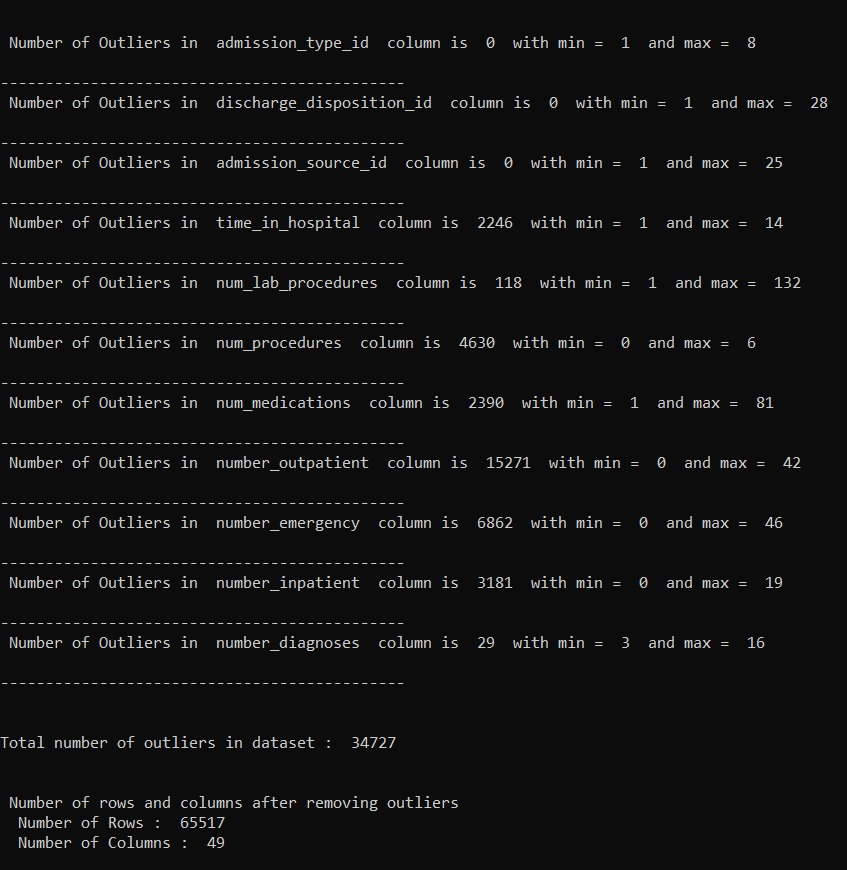 Number of Outliers in  admission_type_id  column is  0  with min =  1  and max =  8
---------------------------------------------
Number of Outliers in  discharge_disposition_id  column is  0  with min =  1  and max =  28
---------------------------------------------
Number of Outliers in  admission_source_id  column is  0  with min =  1  and max =  25
---------------------------------------------
Number of Outliers in  time_in_hospital  column is  2246  with min =  1  and max =  14
---------------------------------------------
Number of Outliers in  num_lab_procedures  column is  118  with min =  1  and max =  132
---------------------------------------------
Number of Outliers in  num_procedures  column is  4630  with min =  0  and max =  6
---------------------------------------------
Number of Outliers in  num_medications  column is  2390  with min =  1  and max =  81
---------------------------------------------
Number of Outliers in  number_outpatient  column is  15271  with min =  0  and max =  42
---------------------------------------------
Number of Outliers in  number_emergency  column is  6862  with min =  0  and max =  46
---------------------------------------------
Number of Outliers in  number_inpatient  column is  3181  with min =  0  and max =  19
---------------------------------------------
Number of Outliers in  number_diagnoses  column is  29  with min =  3  and max =  16
---------------------------------------------
Total number of outliers in dataset :  34727
Number of rows and columns after removing outliers
Number of Rows :  65517
Number of Columns :  49